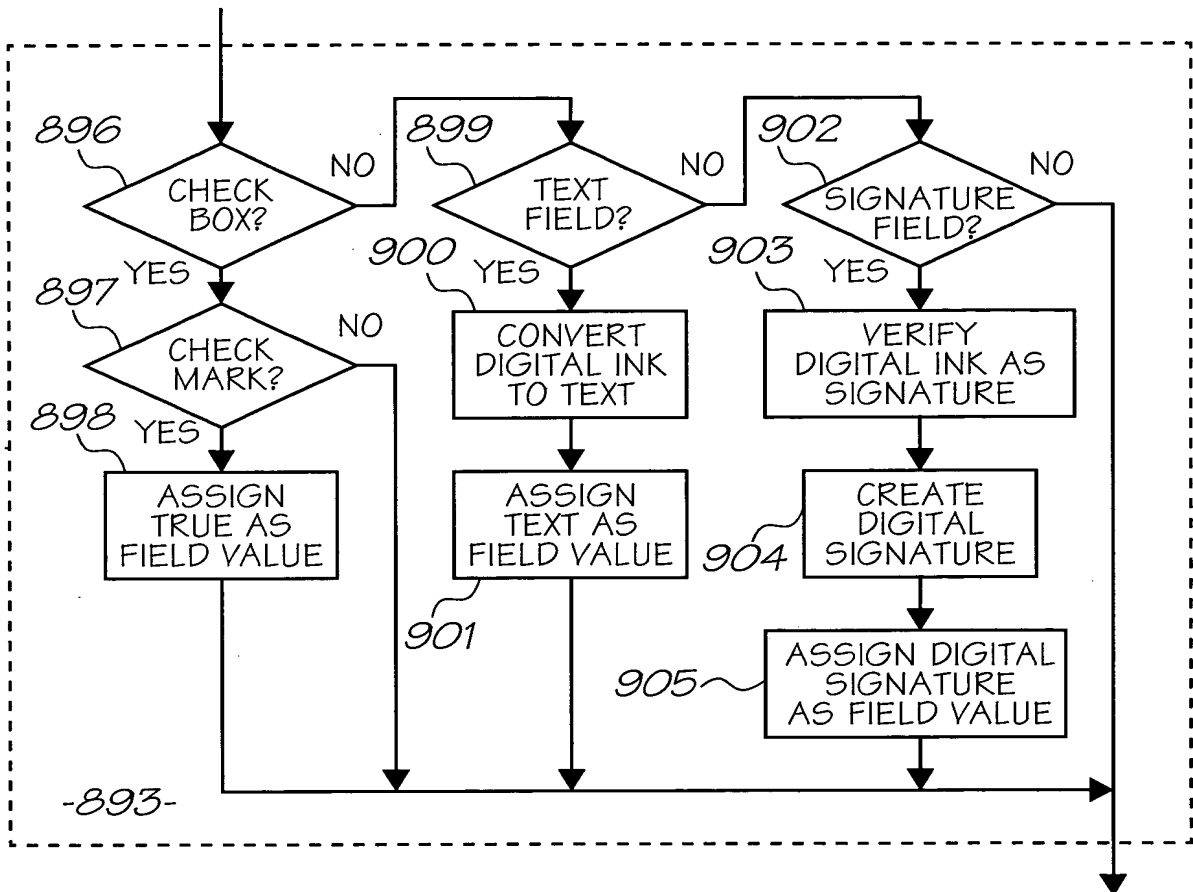 896
CHECK
BOX?
NO
YES
899
TEXT
FIELD?
NO
YES
902
SIGNATURE
FIELD?
NO
YES
897
CHECK
MARK?
NO
YES
898
ASSIGN
TRUE AS
FIELD VALUE
900
CONVERT
DIGITAL INK
TO TEXT
901
ASSIGN
TEXT AS
FIELD VALUE
903
VERIFY
DIGITAL INK AS
SIGNATURE
904
CREATE
DIGITAL
SIGNATURE
905
ASSIGN DIGITAL
SIGNATURE
AS FIELD VALUE
-893-